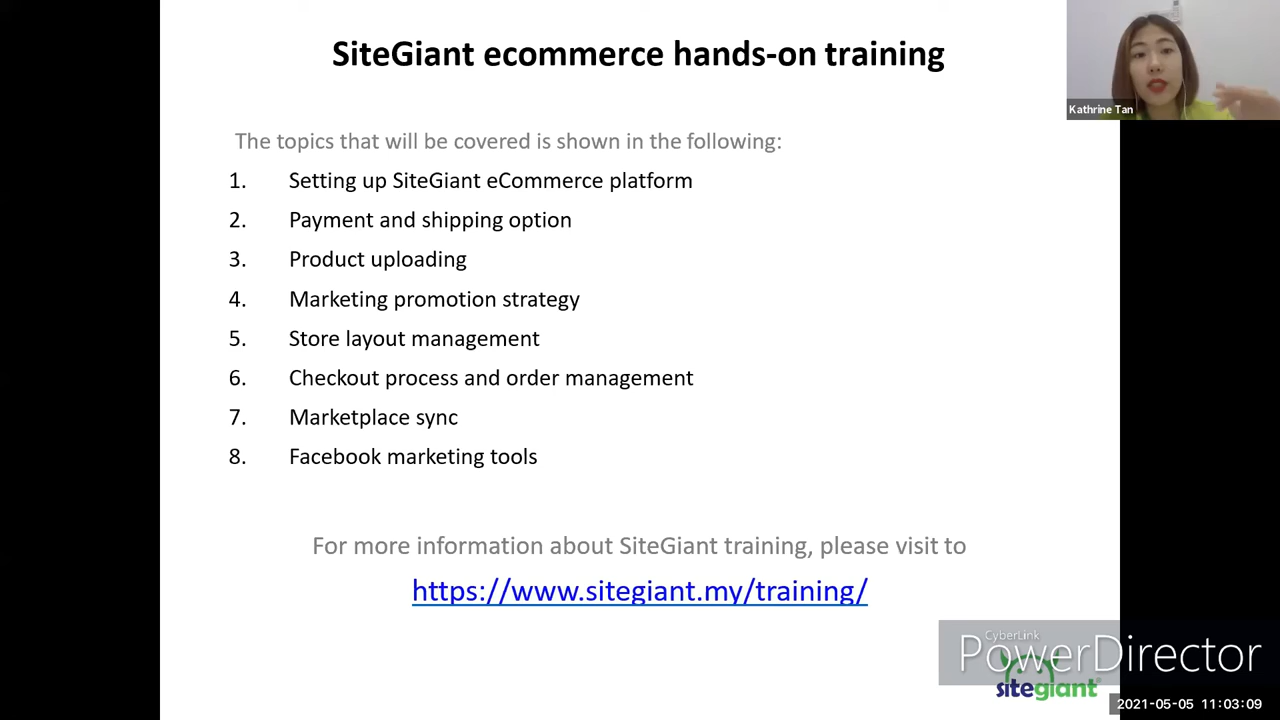 SiteGiant ecommerce hands-on training
Kathrine Tan
The topics that will be covered is shown in the following:
1. Setting up SiteGiant eCommerce platform
2. Payment and shipping option
3. Product uploading
4. Marketing promotion strategy
5. Store layout management
6. Checkout process and order management
7. Marketplace sync
8. Facebook marketing tools
For more information about SiteGiant training, please visit to
https://www.sitegiant.my/training/
CyberLink
PowerDirector
sitegiant®
2021-05-05 11:03:09